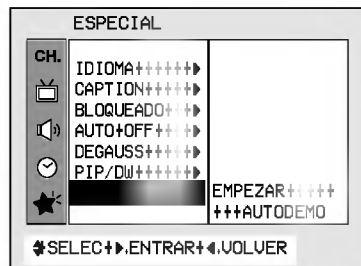 ESPECIAL
CH.
IDIOMA+++++▶
CAPTION+++++▶
BLOQUEADO+++▶
AUTO+OFF++++▶
DEGAUSS+++++▶
PIP/DW++++++▶
EMPEZAR+++++
+++AUTODEMO
SELEC+▶,ENTRAR+◀,VOLVER